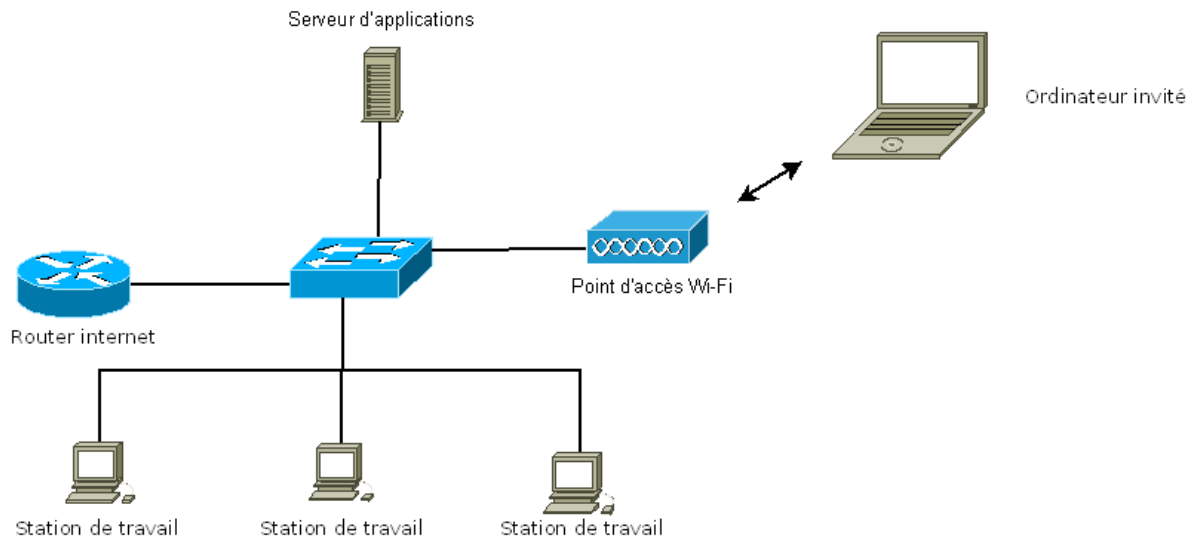 Serveur d'applications
Ordinateur invité
Point d'accès Wi-Fi
Router internet
Station de travail
Station de travail
Station de travail